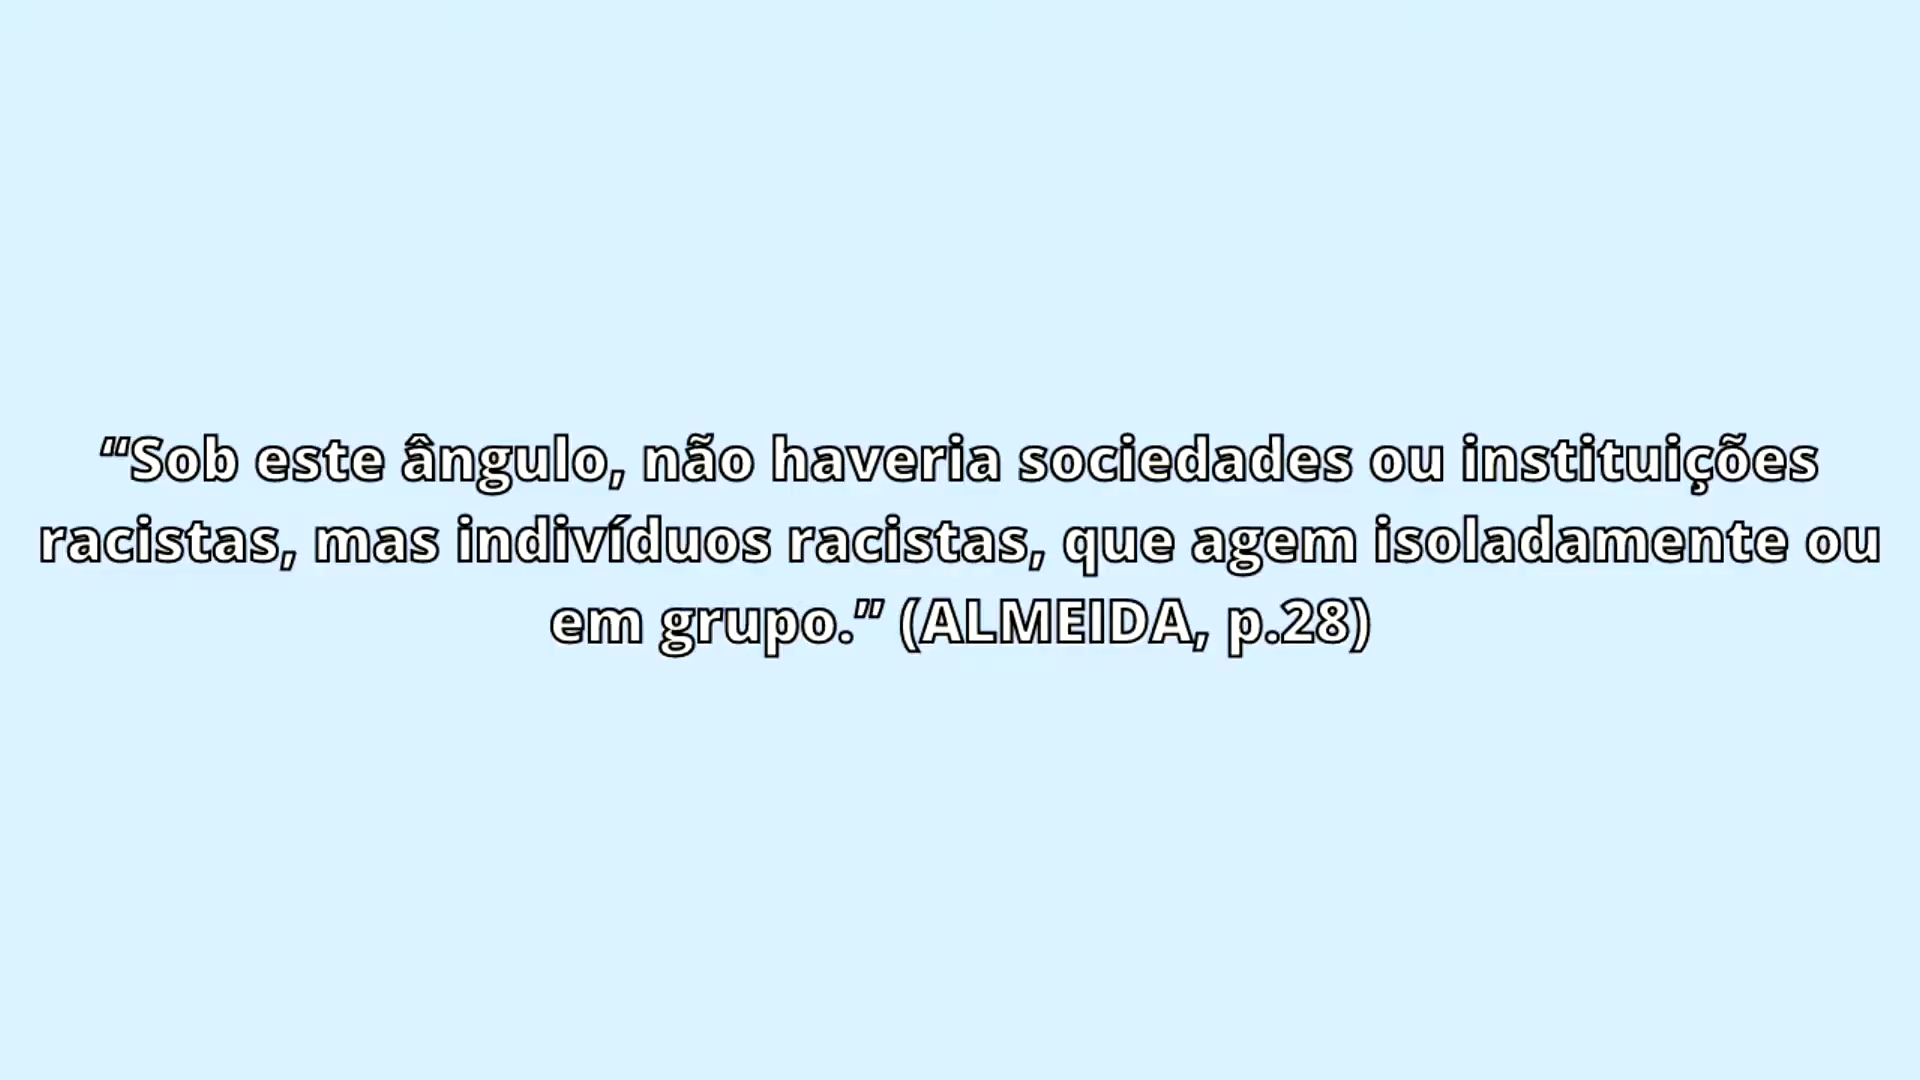 “Sob este ângulo, não haveria sociedades ou instituições
racistas, mas indivíduos racistas, que agem isoladamente ou
em grupo.” (ALMEIDA, p.28)